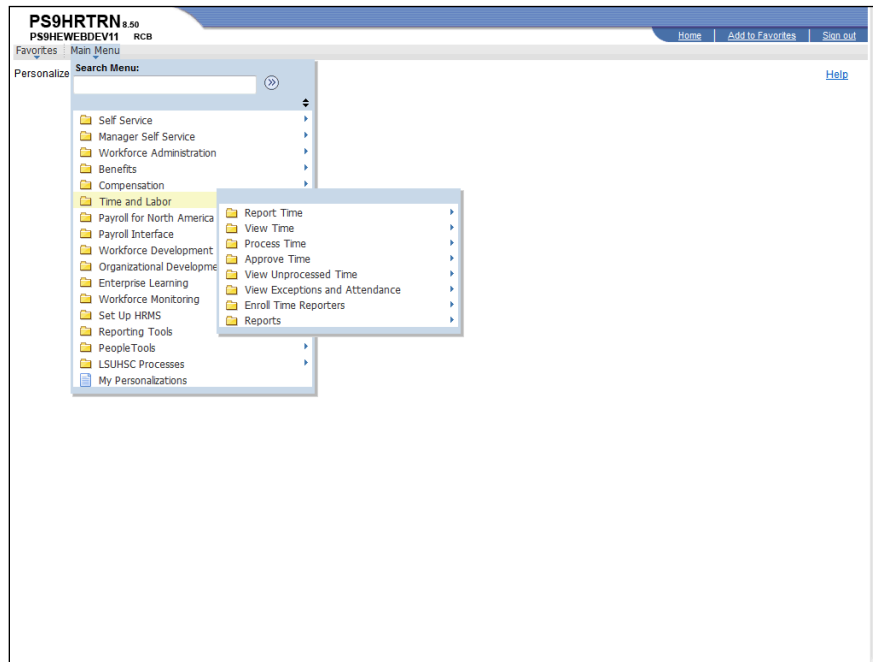 PS9HRTRN 8.50
PS9HEWEBDEV11 RCB
Home Add to Favorites Sign out
Favorites Main Menu
Personalize
Search Menu:
Help
Self Service
Manager Self Service
Workforce Administration
Benefits
Compensation
Time and Labor
Payroll for North America
Payroll Interface
Workforce Development
Organizational Developme
Enterprise Learning
Workforce Monitoring
Set Up HRMS
Reporting Tools
PeopleTools
LSUHSC Processes
My Personalizations
Report Time
View Time
Process Time
Approve Time
View Unprocessed Time
View Exceptions and Attendance
Enroll Time Reporters
Reports